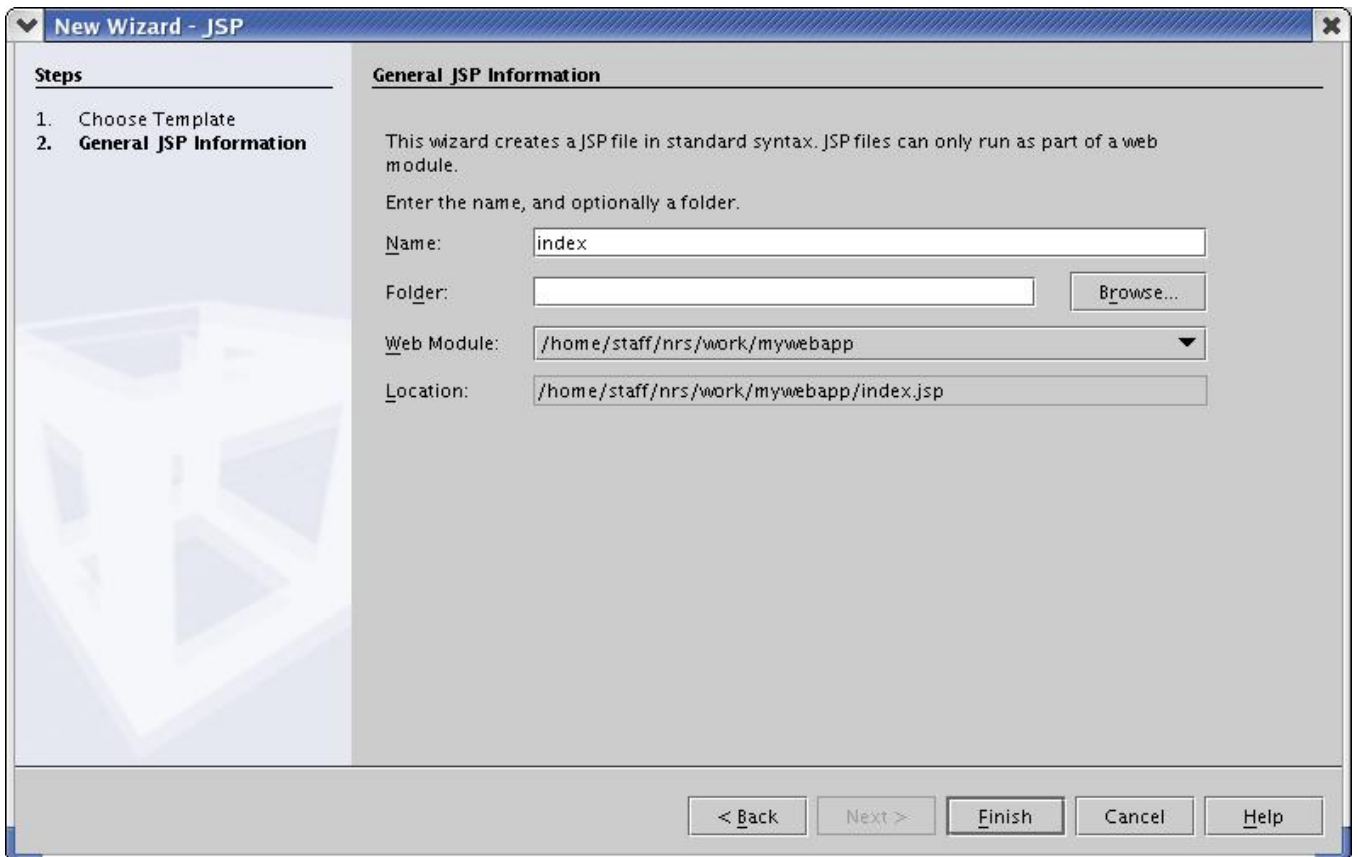 New Wizard - JSP
Steps
1. Choose Template
2. General JSP Information
General JSP Information
This wizard creates a JSP file in standard syntax. JSP files can only run as part of a web
module.
Enter the name, and optionally a folder.
Name: index
Folder: Browse...
Web Module: /home/staff/nrs/work/mywebapp
Location: /home/staff/nrs/work/mywebapp/index.jsp
< Back Next > Finish Cancel Help